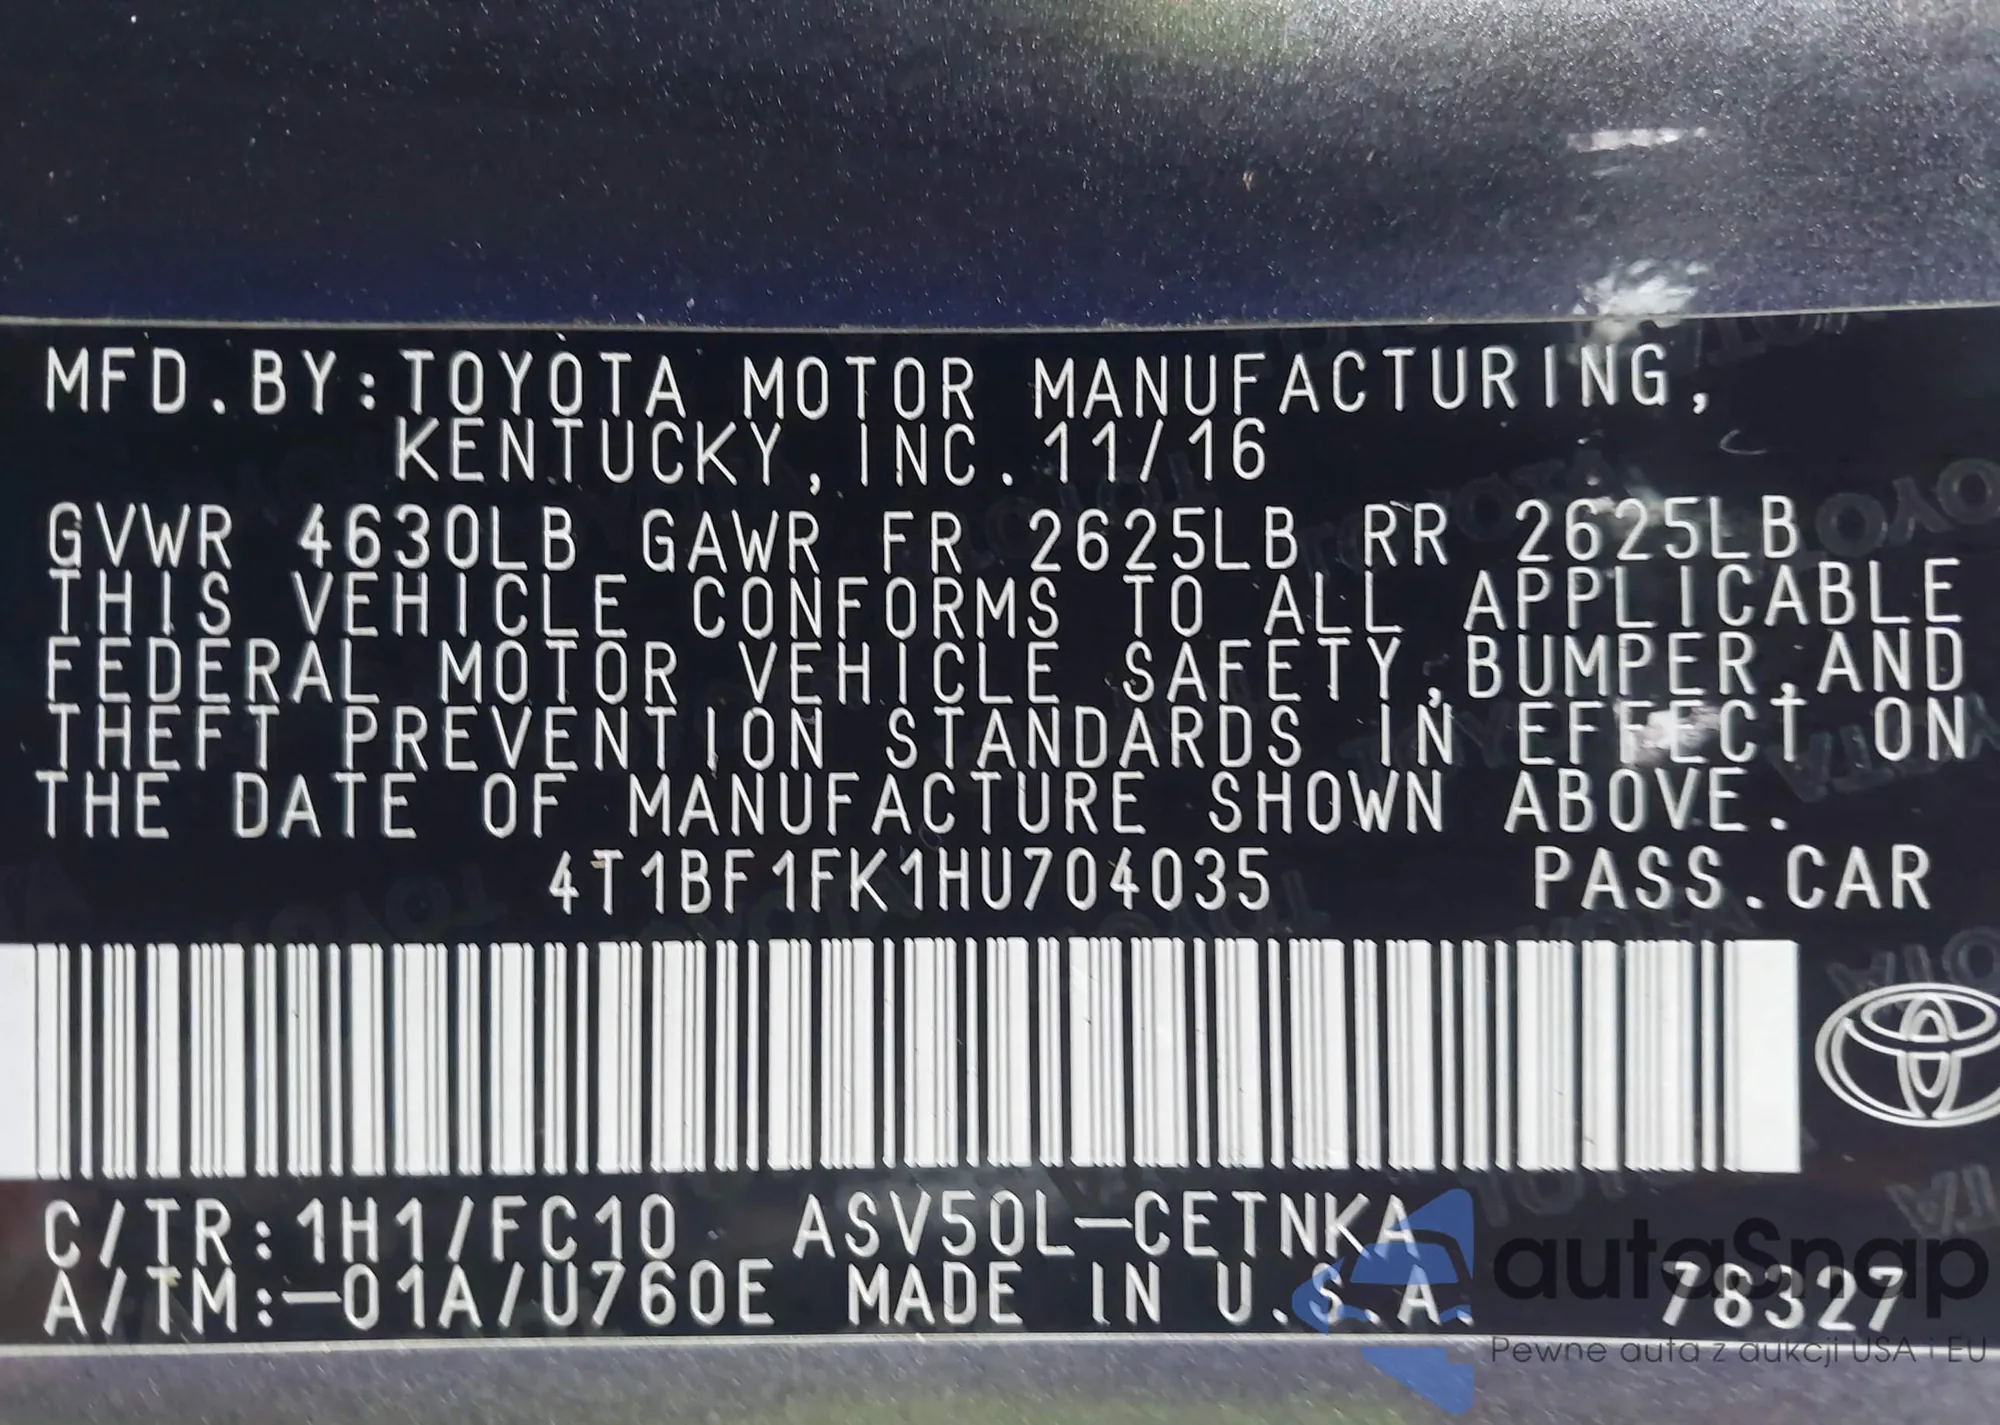 MFD.BY:TOYOTA MOTOR MANUFACTURING,
KENTUCKY, INC. 11/16
GVWR 4630LB GAWR FR 2625LB RR 2625LB
THIS VEHICLE CONFORMS TO ALL APPLICABLE
FEDERAL MOTOR VEHICLE SAFETY,BUMPER,AND
THEFT PREVENTION STANDARDS IN EFFECT ON
THE DATE OF MANUFACTURE SHOWN ABOVE.
4T1BF1FK1HU704035 PASS.CAR
C/TR:1H1/FC10 ASV50L-CETNKA
A/TM:-01A/U760E MADE IN U.S.A. 78327
autaSnap
Pewne auta z aukcji USA i EU